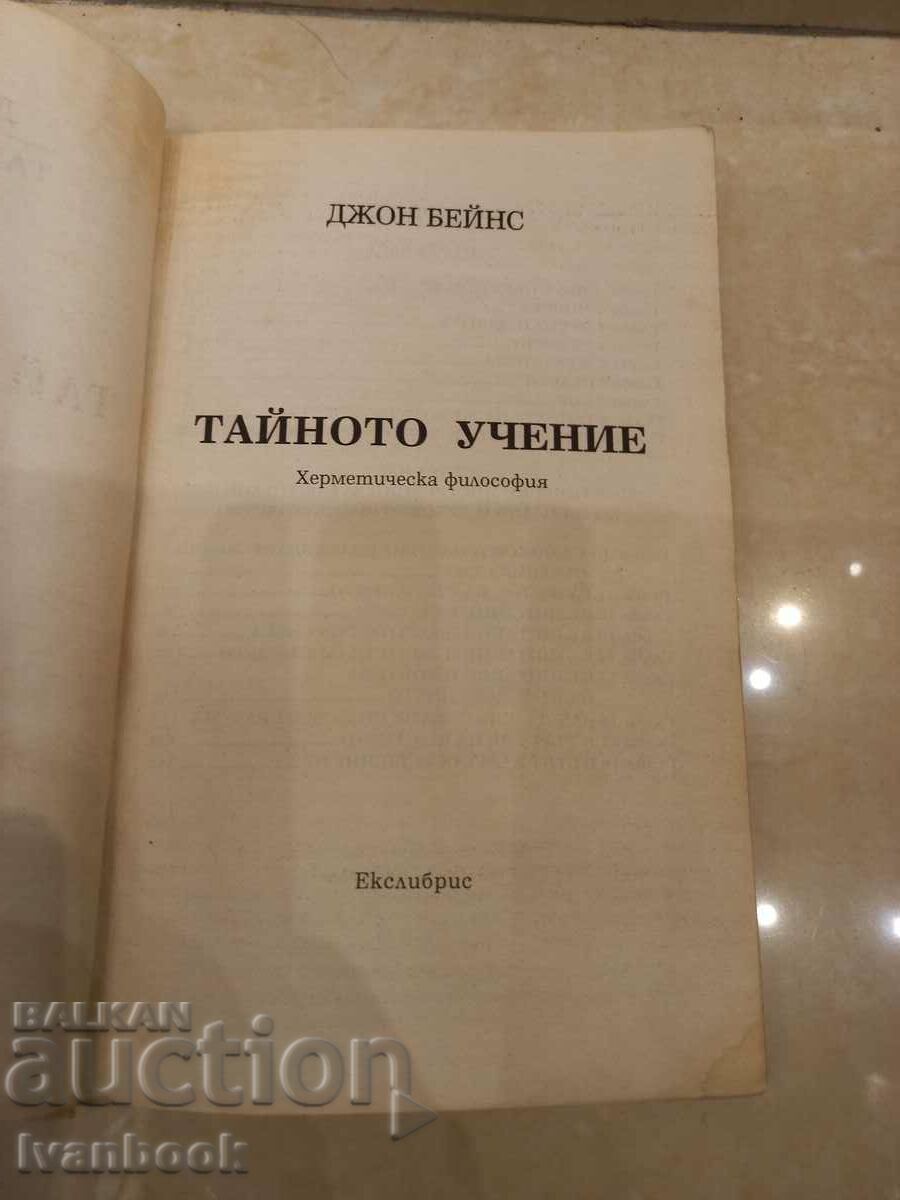 ДЖОН БЕЙНС
ТАЙНОТО УЧЕНИЕ
Херметическа философия
Екслибрис
BALKAN
auction
Ivanbook